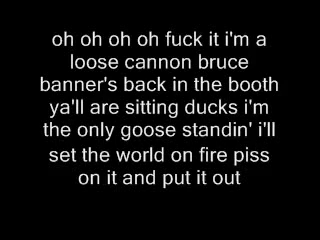 oh oh oh oh fuck it i'm a
loose cannon bruce
banner's back in the booth
ya'll are sitting ducks i'm
the only goose standin' i'll
set the world on fire piss
on it and put it out